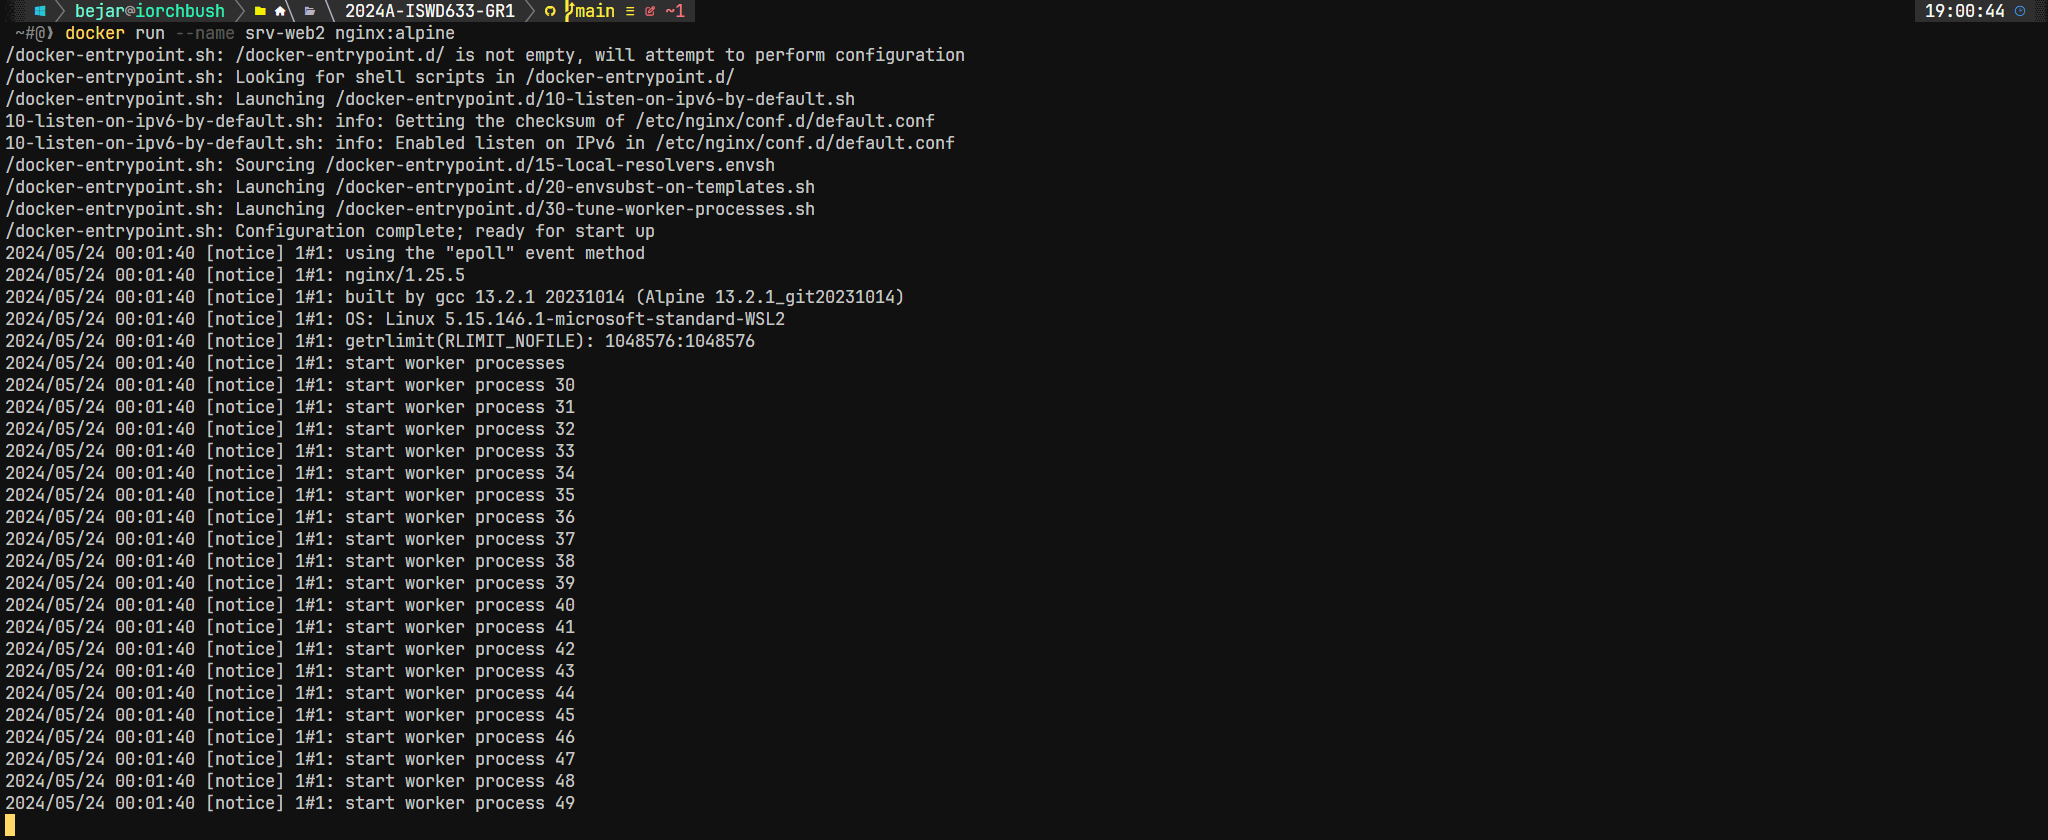 bejar@iorchbush 2024A-ISWD633-GR1 main ≡ ~1 19:00:44
~#@❯ docker run --name srv-web2 nginx:alpine
/docker-entrypoint.sh: /docker-entrypoint.d/ is not empty, will attempt to perform configuration
/docker-entrypoint.sh: Looking for shell scripts in /docker-entrypoint.d/
/docker-entrypoint.sh: Launching /docker-entrypoint.d/10-listen-on-ipv6-by-default.sh
10-listen-on-ipv6-by-default.sh: info: Getting the checksum of /etc/nginx/conf.d/default.conf
10-listen-on-ipv6-by-default.sh: info: Enabled listen on IPv6 in /etc/nginx/conf.d/default.conf
/docker-entrypoint.sh: Sourcing /docker-entrypoint.d/15-local-resolvers.envsh
/docker-entrypoint.sh: Launching /docker-entrypoint.d/20-envsubst-on-templates.sh
/docker-entrypoint.sh: Launching /docker-entrypoint.d/30-tune-worker-processes.sh
/docker-entrypoint.sh: Configuration complete; ready for start up
2024/05/24 00:01:40 [notice] 1#1: using the "epoll" event method
2024/05/24 00:01:40 [notice] 1#1: nginx/1.25.5
2024/05/24 00:01:40 [notice] 1#1: built by gcc 13.2.1 20231014 (Alpine 13.2.1_git20231014)
2024/05/24 00:01:40 [notice] 1#1: OS: Linux 5.15.146.1-microsoft-standard-WSL2
2024/05/24 00:01:40 [notice] 1#1: getrlimit(RLIMIT_NOFILE): 1048576:1048576
2024/05/24 00:01:40 [notice] 1#1: start worker processes
2024/05/24 00:01:40 [notice] 1#1: start worker process 30
2024/05/24 00:01:40 [notice] 1#1: start worker process 31
2024/05/24 00:01:40 [notice] 1#1: start worker process 32
2024/05/24 00:01:40 [notice] 1#1: start worker process 33
2024/05/24 00:01:40 [notice] 1#1: start worker process 34
2024/05/24 00:01:40 [notice] 1#1: start worker process 35
2024/05/24 00:01:40 [notice] 1#1: start worker process 36
2024/05/24 00:01:40 [notice] 1#1: start worker process 37
2024/05/24 00:01:40 [notice] 1#1: start worker process 38
2024/05/24 00:01:40 [notice] 1#1: start worker process 39
2024/05/24 00:01:40 [notice] 1#1: start worker process 40
2024/05/24 00:01:40 [notice] 1#1: start worker process 41
2024/05/24 00:01:40 [notice] 1#1: start worker process 42
2024/05/24 00:01:40 [notice] 1#1: start worker process 43
2024/05/24 00:01:40 [notice] 1#1: start worker process 44
2024/05/24 00:01:40 [notice] 1#1: start worker process 45
2024/05/24 00:01:40 [notice] 1#1: start worker process 46
2024/05/24 00:01:40 [notice] 1#1: start worker process 47
2024/05/24 00:01:40 [notice] 1#1: start worker process 48
2024/05/24 00:01:40 [notice] 1#1: start worker process 49